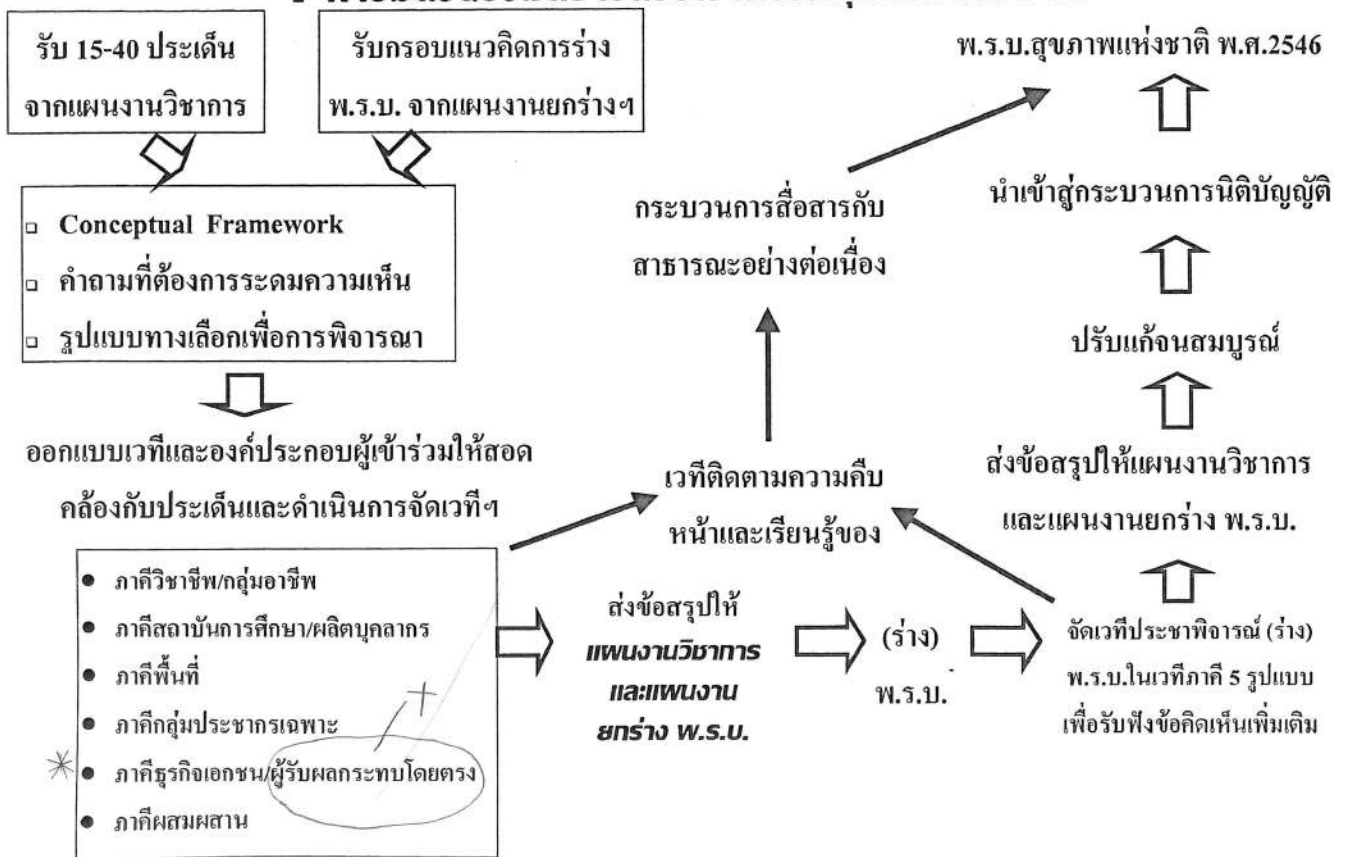 รับ 15-40 ประเด็น
จากแผนงานวิชาการ
รับกรอบแนวคิดการร่าง
พ.ร.บ. จากแผนงานยกร่างฯ
Conceptual Framework
คำถามที่ต้องการระดมความเห็น
รูปแบบทางเลือกเพื่อการพิจารณา
ออกแบบเวทีและองค์ประกอบผู้เข้าร่วมให้สอด
คล้องกับประเด็นและดำเนินการจัดเวทีฯ
ภาคีวิชาชีพ/กลุ่มอาชีพ
ภาคีสถาบันการศึกษา/ผลิตบุคลากร
ภาคีพื้นที่
ภาคีกลุ่มประชากรเฉพาะ
ภาคีธุรกิจเอกชน/ผู้รับผลกระทบโดยตรง
ภาคีผสมผสาน
ส่งข้อสรุปให้
แผนงานวิชาการ
และแผนงาน
ยกร่าง พ.ร.บ.
(ร่าง)
พ.ร.บ.
จัดเวทีประชาพิจารณ์ (ร่าง)
พ.ร.บ.ในเวทีภาคี 5 รูปแบบ
เพื่อรับฟังข้อคิดเห็นเพิ่มเติม
เวทีติดตามความคืบ
หน้าและเรียนรู้ของ
กระบวนการสื่อสารกับ
สาธารณะอย่างต่อเนื่อง
ส่งข้อสรุปให้แผนงานวิชาการ
และแผนงานยกร่าง พ.ร.บ.
ปรับแก้จนสมบูรณ์
นำเข้าสู่กระบวนการนิติบัญญัติ
พ.ร.บ.สุขภาพแห่งชาติ พ.ศ.2546